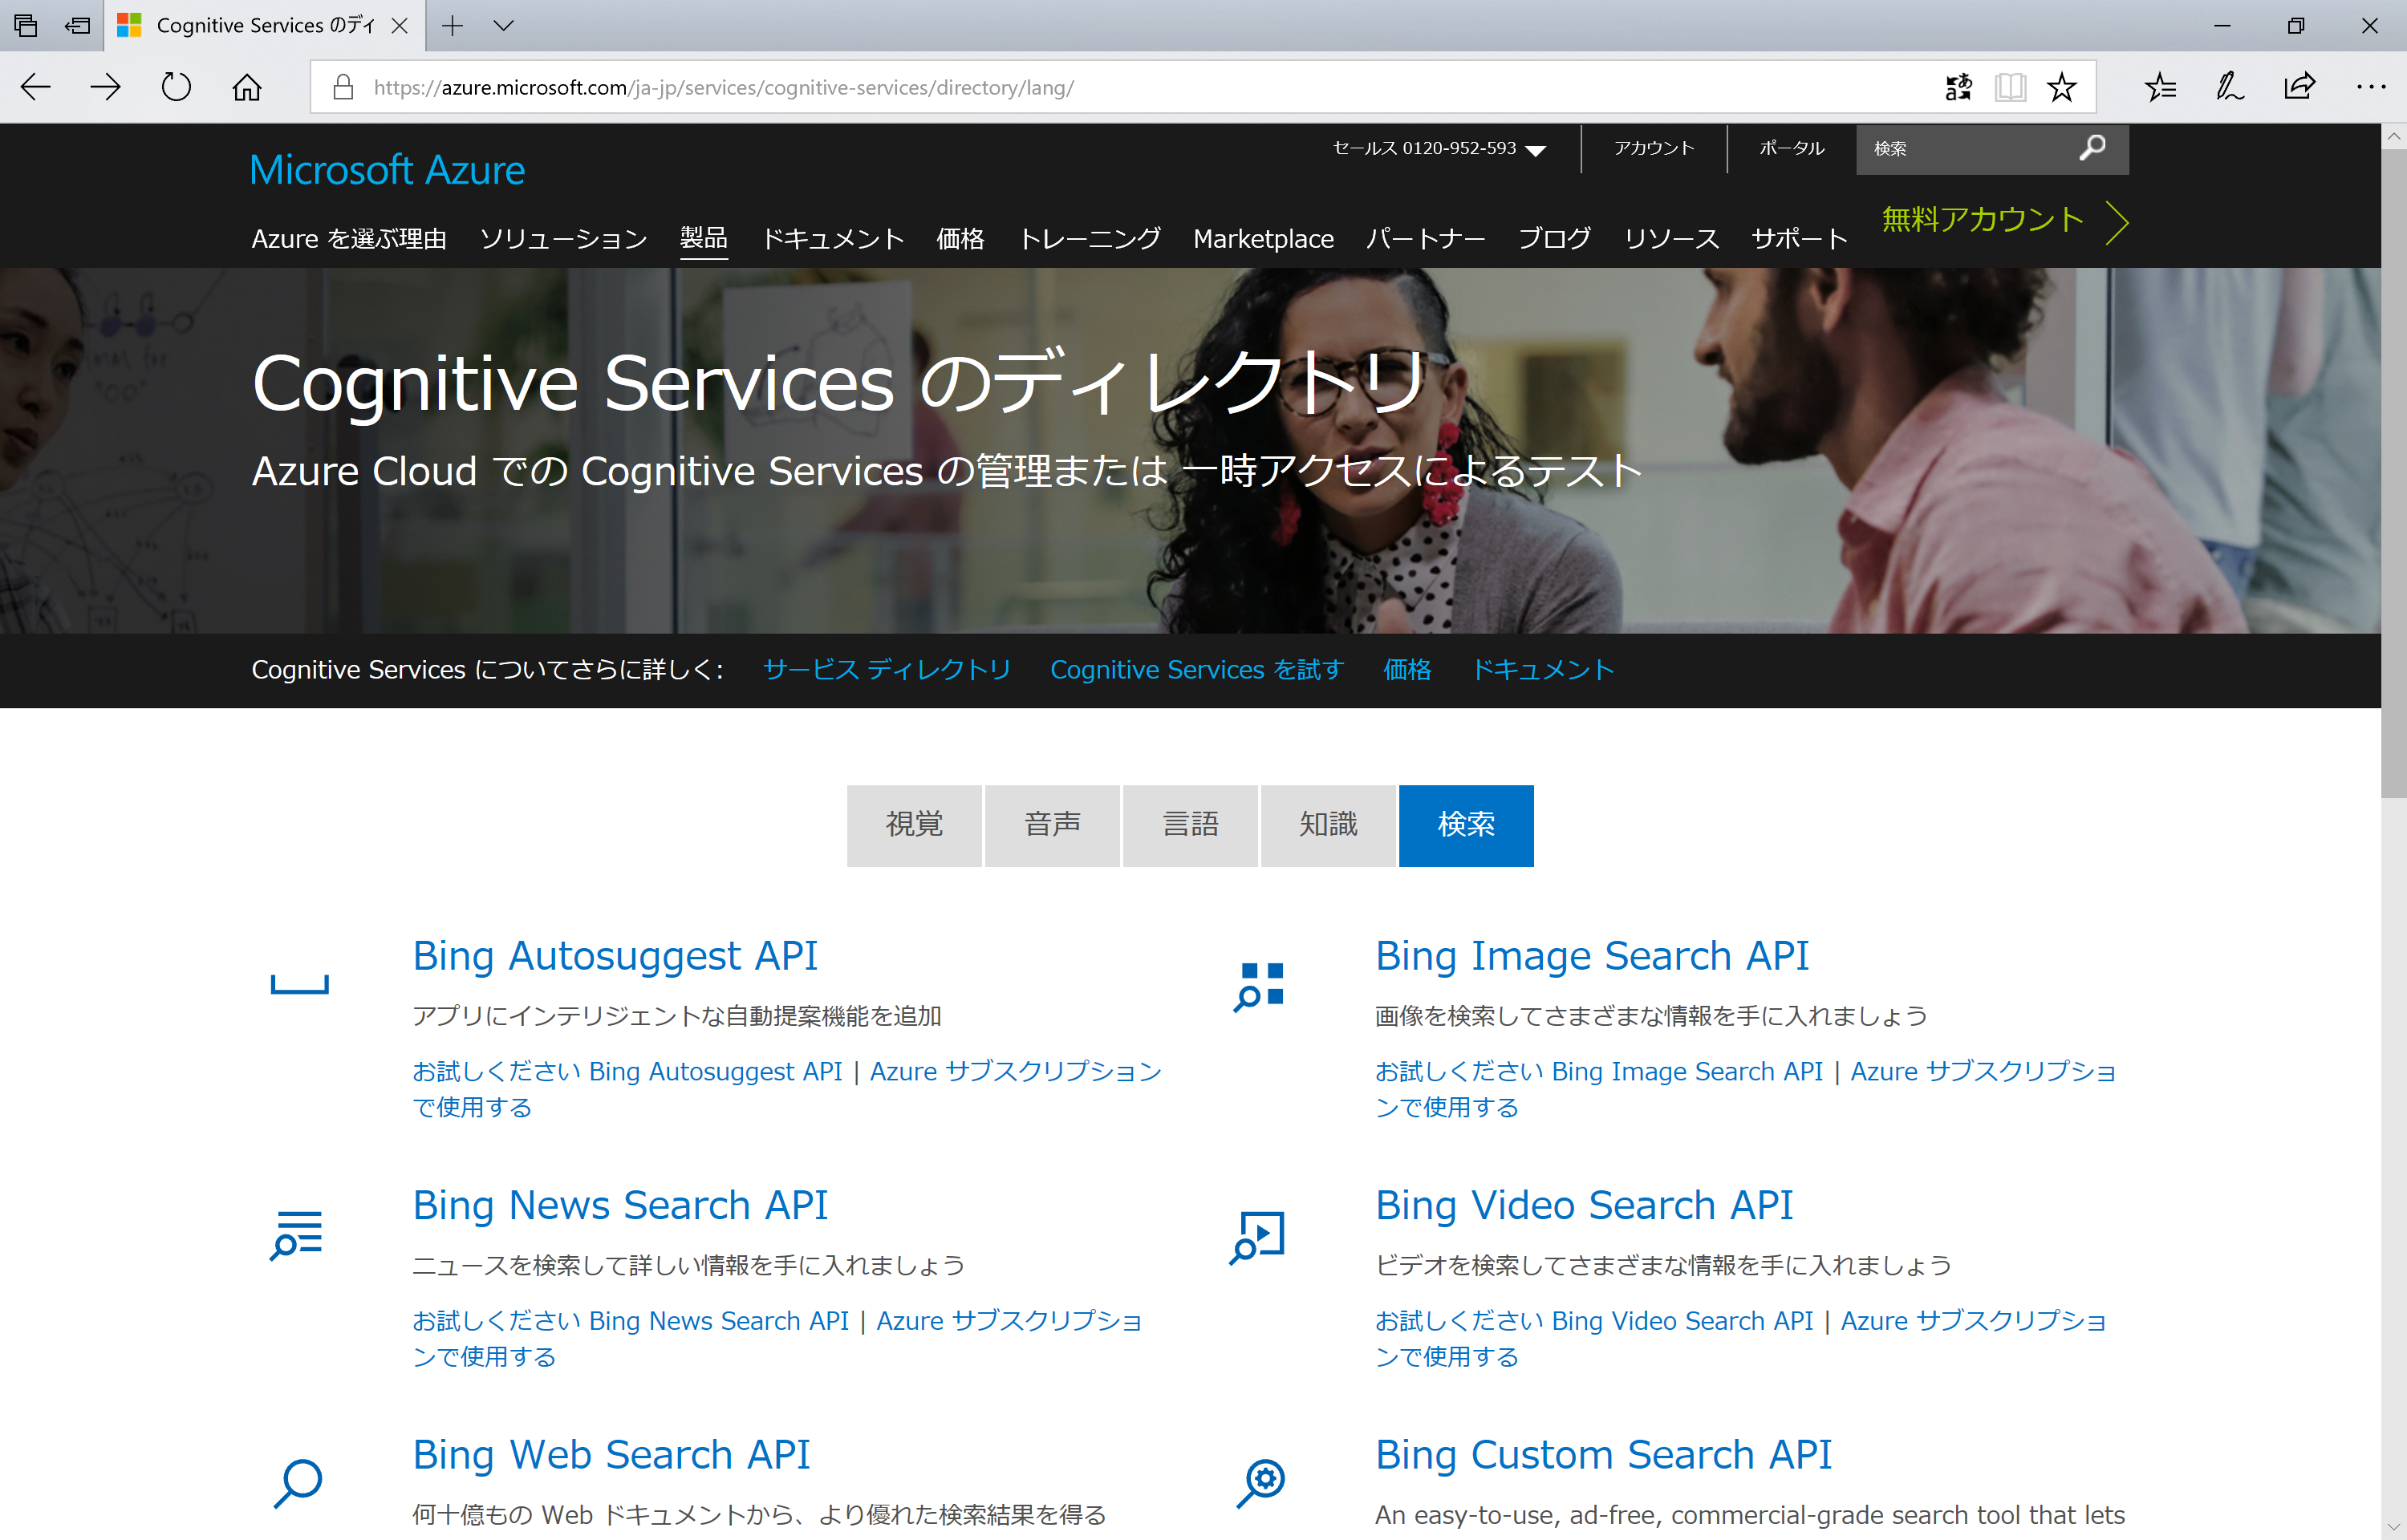 Cognitive Services のディ
https://azure.microsoft.com/ja-jp/services/cognitive-services/directory/lang/
セールス 0120-952-593 アカウント ポータル 検索
Microsoft Azure
Azure を選ぶ理由 ソリューション 製品 ドキュメント 価格 トレーニング Marketplace パートナー ブログ リソース サポート 無料アカウント
Cognitive Services のディレクトリ
Azure Cloud での Cognitive Services の管理または 一時アクセスによるテスト
Cognitive Services についてさらに詳しく: サービス ディレクトリ Cognitive Services を試す 価格 ドキュメント
視覚 音声 言語 知識 検索
Bing Autosuggest API
アプリにインテリジェントな自動提案機能を追加
お試しください Bing Autosuggest API | Azure サブスクリプション
で使用する
Bing Image Search API
画像を検索してさまざまな情報を手に入れましょう
お試しください Bing Image Search API | Azure サブスクリプショ
ンで使用する
Bing News Search API
ニュースを検索して詳しい情報を手に入れましょう
お試しください Bing News Search API | Azure サブスクリプショ
ンで使用する
Bing Video Search API
ビデオを検索してさまざまな情報を手に入れましょう
お試しください Bing Video Search API | Azure サブスクリプショ
ンで使用する
Bing Web Search API
何十億もの Web ドキュメントから、より優れた検索結果を得る
Bing Custom Search API
An easy-to-use, ad-free, commercial-grade search tool that lets